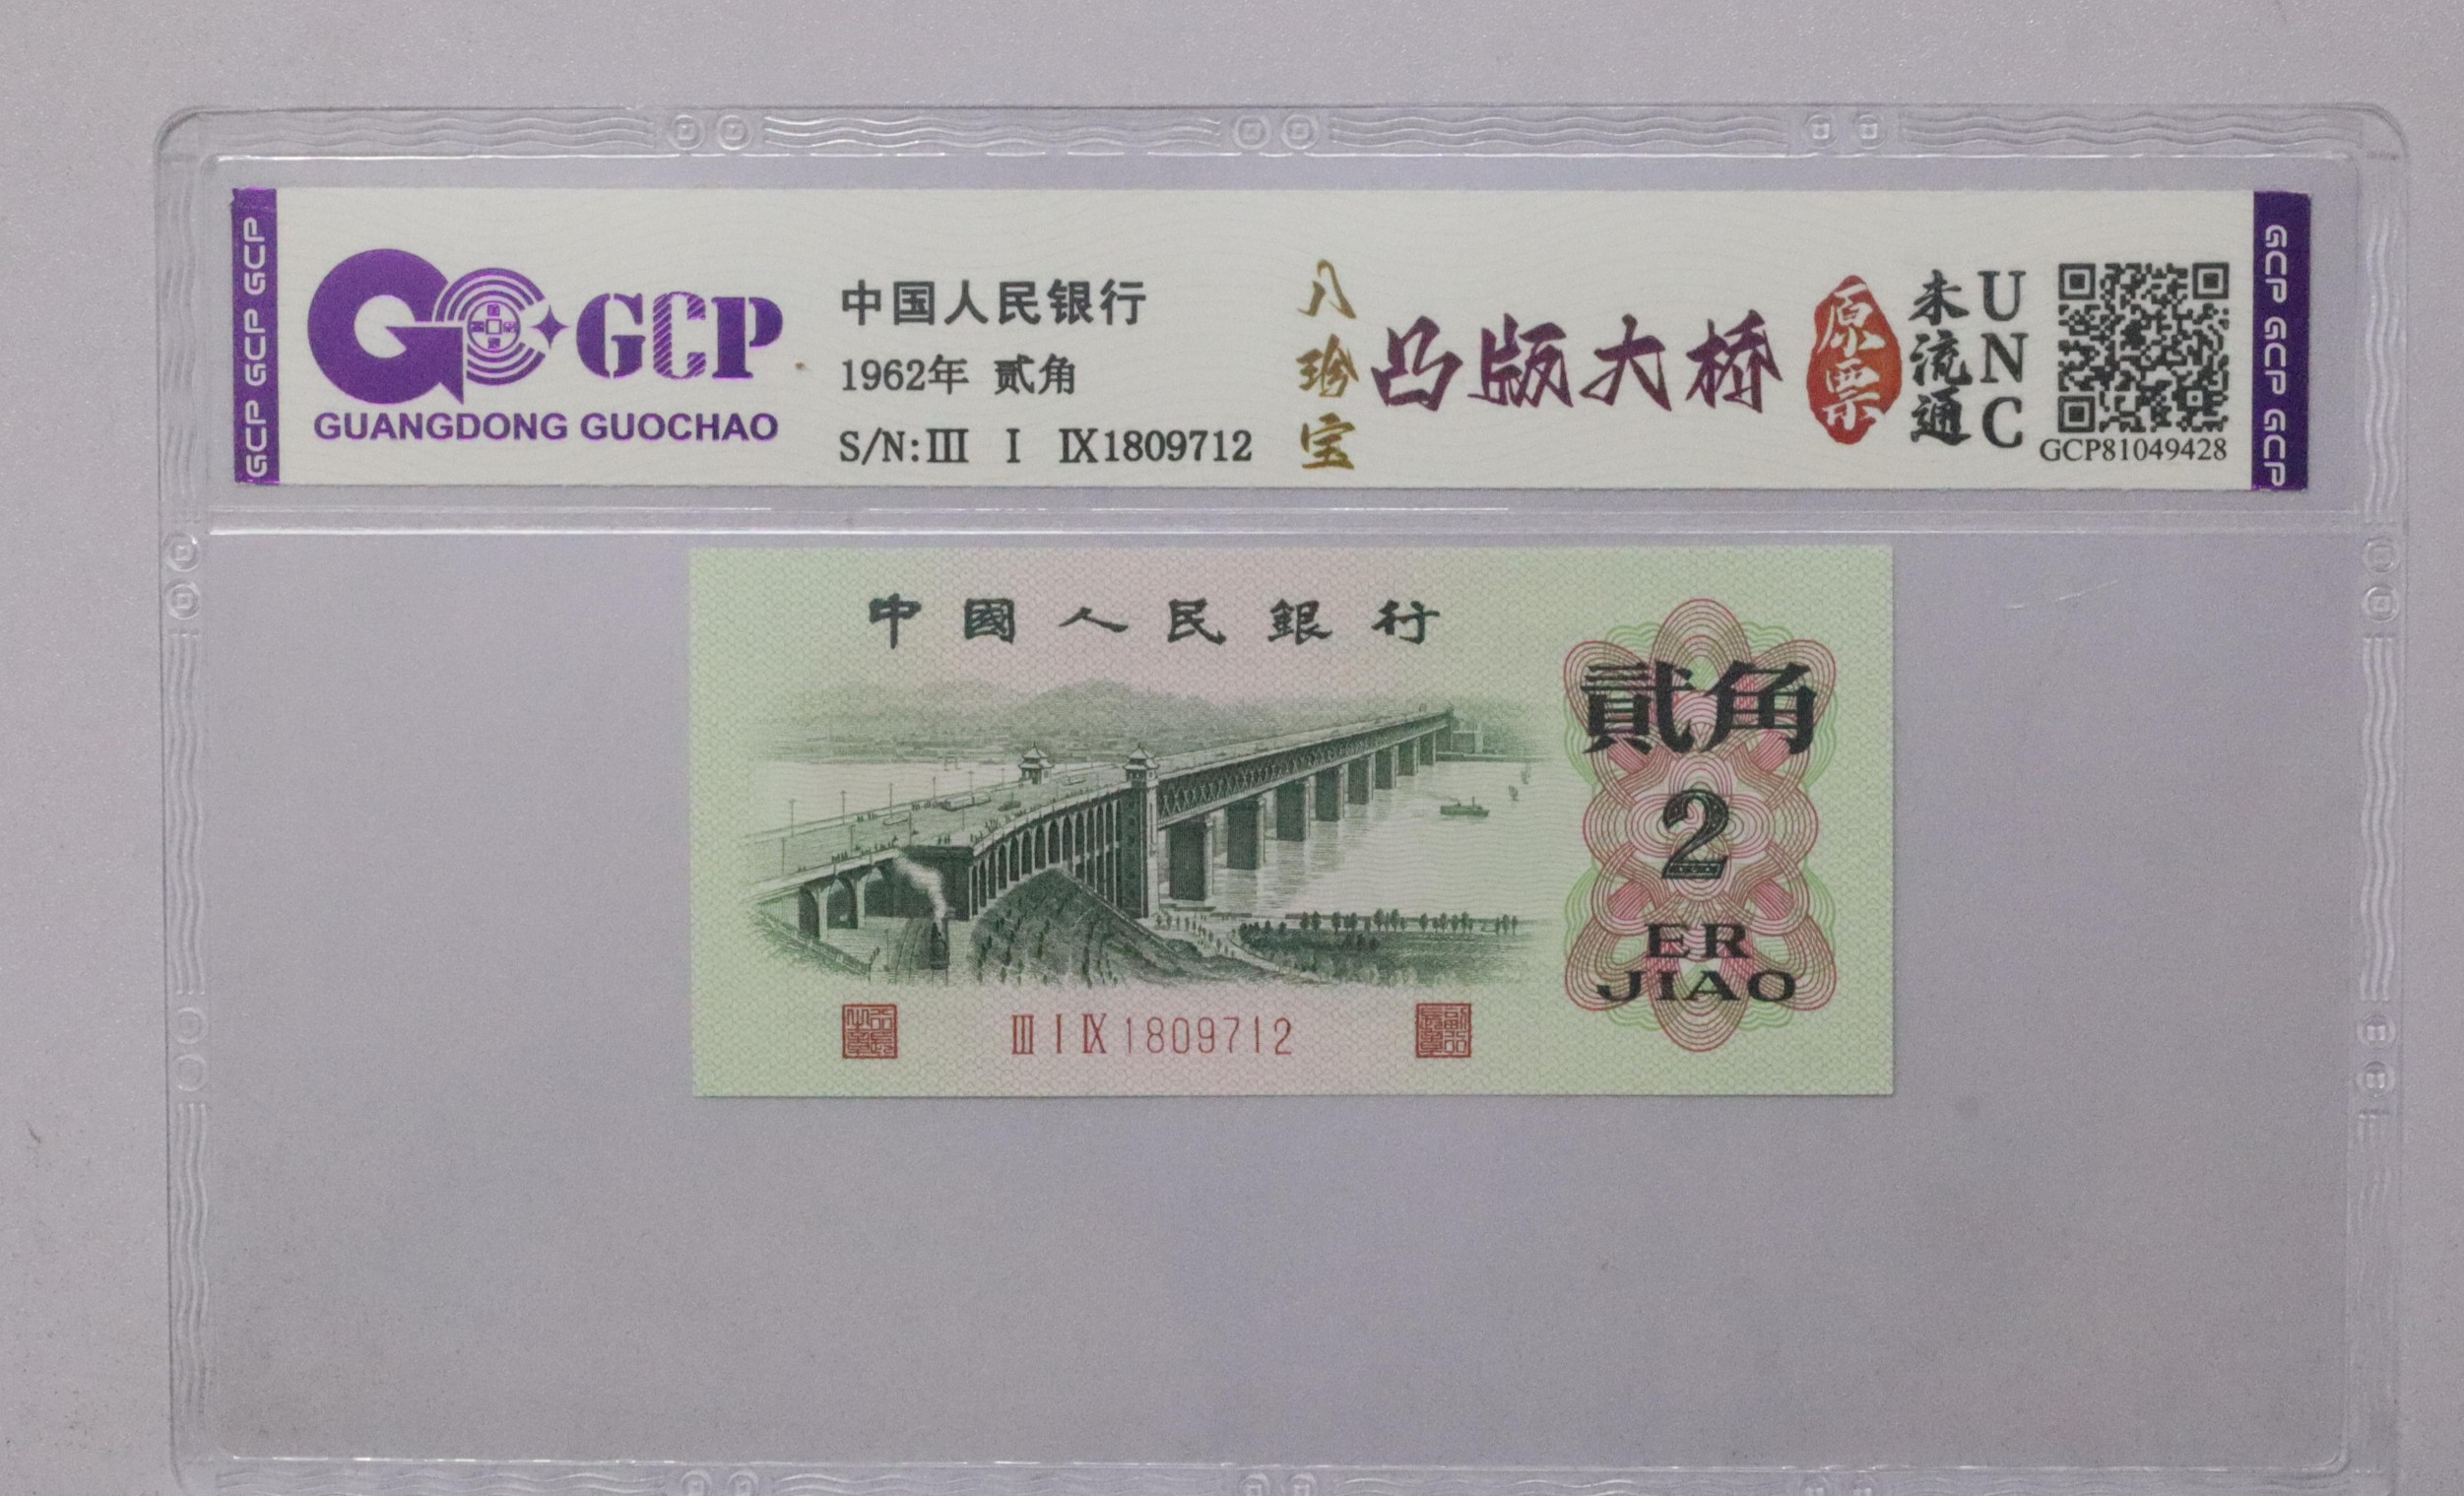 GCP GCP GCP
GCP
GUANGDONG GUOCHAO
中国人民银行
1962年 贰角
S/N:Ⅲ Ⅰ Ⅸ1809712
八珍宝
凸版大桥
原票
未流通
UNC
GCP81049428
GCP GCP GCP
中國人民銀行
貳角
2
ER
JIAO
Ⅲ Ⅰ Ⅸ 1809712